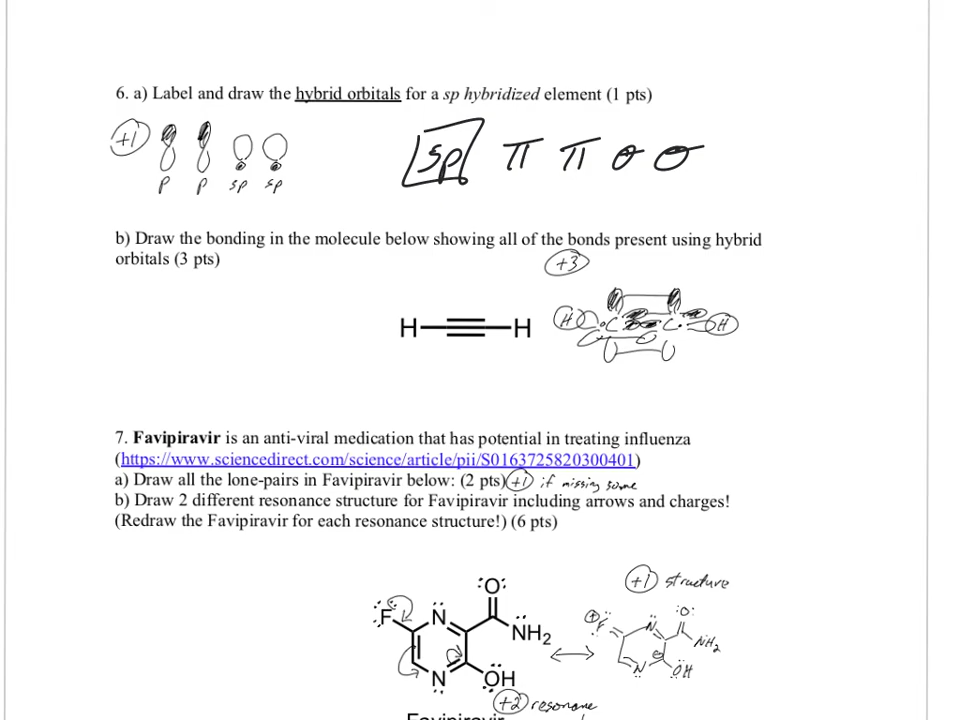 6. a) Label and draw the hybrid orbitals for a sp hybridized element (1 pts)
+1
p p sp sp
sp π π σ σ
b) Draw the bonding in the molecule below showing all of the bonds present using hybrid
orbitals (3 pts)
+3
H H
H C C H
7. Favipiravir is an anti-viral medication that has potential in treating influenza
(https://www.sciencedirect.com/science/article/pii/S0163725820300401)
a) Draw all the lone-pairs in Favipiravir below: (2 pts) +1 if missing some
b) Draw 2 different resonance structure for Favipiravir including arrows and charges!
(Redraw the Favipiravir for each resonance structure!) (6 pts)
+1 structure
:O: :O:
F N NH2 F N NH2
N OH N OH
+2 resonane
Favipiravir